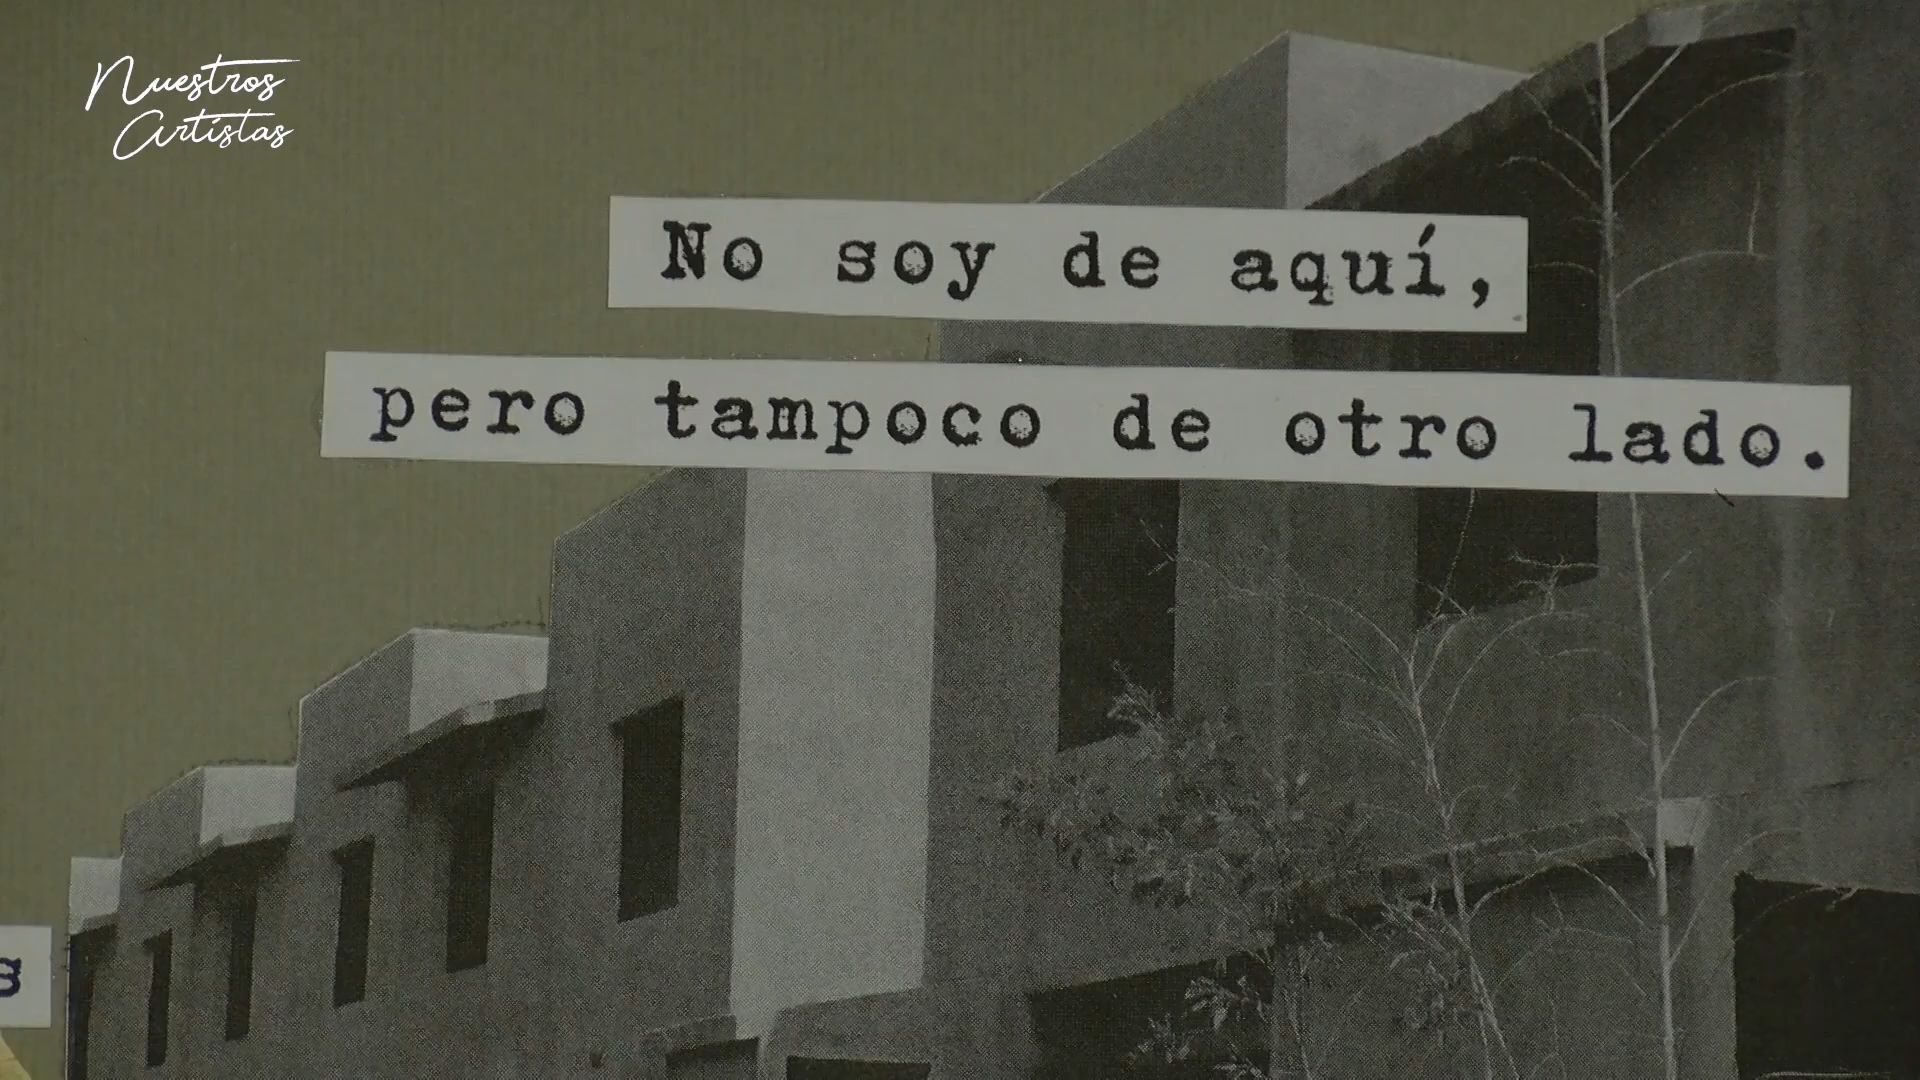 Nuestros
Artistas
No soy de aquí,
pero tampoco de otro lado.
s